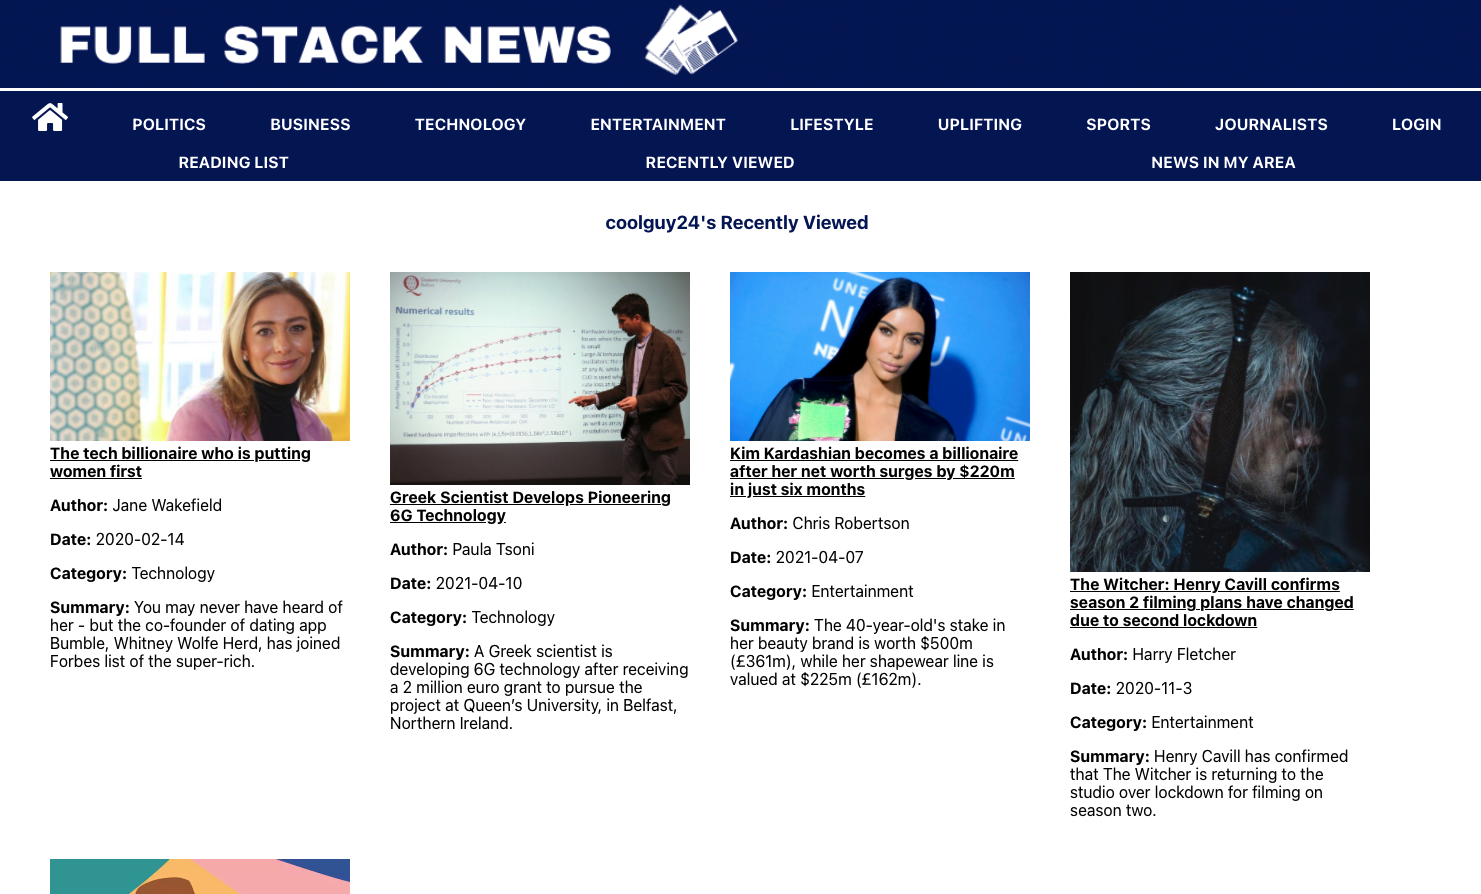 FULL STACK NEWS
POLITICS BUSINESS TECHNOLOGY ENTERTAINMENT LIFESTYLE UPLIFTING SPORTS JOURNALISTS LOGIN
READING LIST RECENTLY VIEWED NEWS IN MY AREA
coolguy24's Recently Viewed
The tech billionaire who is putting
women first
Author: Jane Wakefield
Date: 2020-02-14
Category: Technology
Summary: You may never have heard of
her - but the co-founder of dating app
Bumble, Whitney Wolfe Herd, has joined
Forbes list of the super-rich.
Numerical results
Greek Scientist Develops Pioneering
6G Technology
Author: Paula Tsoni
Date: 2021-04-10
Category: Technology
Summary: A Greek scientist is
developing 6G technology after receiving
a 2 million euro grant to pursue the
project at Queen’s University, in Belfast,
Northern Ireland.
Kim Kardashian becomes a billionaire
after her net worth surges by $220m
in just six months
Author: Chris Robertson
Date: 2021-04-07
Category: Entertainment
Summary: The 40-year-old's stake in
her beauty brand is worth $500m
(£361m), while her shapewear line is
valued at $225m (£162m).
The Witcher: Henry Cavill confirms
season 2 filming plans have changed
due to second lockdown
Author: Harry Fletcher
Date: 2020-11-3
Category: Entertainment
Summary: Henry Cavill has confirmed
that The Witcher is returning to the
studio over lockdown for filming on
season two.